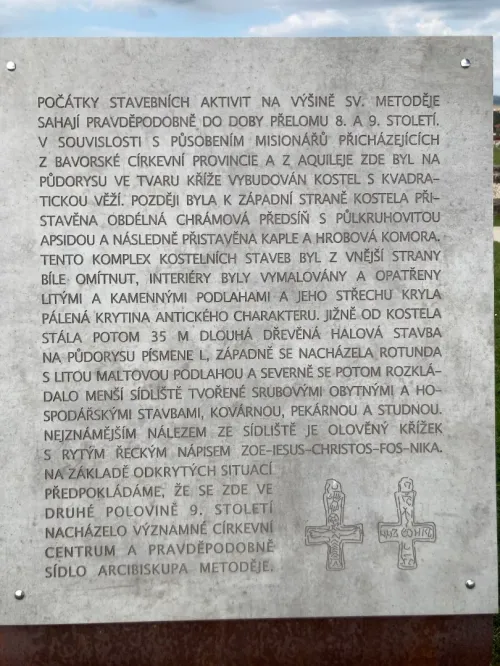 POČÁTKY STAVEBNÍCH AKTIVIT NA VÝŠINĚ SV. METODĚJE
SAHAJÍ PRAVDĚPODOBNĚ DO DOBY PŘELOMU 8. A 9. STOLETÍ.
V SOUVISLOSTI S PŮSOBENÍM MISIONÁŘŮ PŘICHÁZEJÍCÍCH
Z BAVORSKÉ CÍRKEVNÍ PROVINCIE A Z AQUILEJE ZDE BYL NA
PŮDORYSU VE TVARU KŘÍŽE VYBUDOVÁN KOSTEL S KVADRA-
TICKOU VĚŽÍ. POZDĚJI BYLA K ZÁPADNÍ STRANĚ KOSTELA PŘI-
STAVĚNA OBDÉLNÁ CHRÁMOVÁ PŘEDSÍŇ S PŮLKRUHOVITOU
APSIDOU A NÁSLEDNĚ PŘISTAVĚNA KAPLE A HROBOVÁ KOMORA.
TENTO KOMPLEX KOSTELNÍCH STAVEB BYL Z VNĚJŠÍ STRANY
BÍLE OMÍTNUT, INTERIÉRY BYLY VYMALOVÁNY A OPATŘENY
LITÝMI A KAMENNÝMI PODLAHAMI A JEHO STŘECHU KRYLA
PÁLENÁ KRYTINA ANTICKÉHO CHARAKTERU. JIŽNĚ OD KOSTELA
STÁLA POTOM 35 M DLOUHÁ DŘEVĚNÁ HALOVÁ STAVBA
NA PŮDORYSU PÍSMENE L, ZÁPADNĚ SE NACHÁZELA ROTUNDA
S LITOU MALTOVOU PODLAHOU A SEVERNĚ SE POTOM ROZKLÁ-
DALO MENŠÍ SÍDLIŠTĚ TVOŘENÉ SRUBOVÝMI OBYTNÝMI A HO-
SPODÁŘSKÝMI STAVBAMI, KOVÁRNOU, PEKÁRNOU A STUDNOU.
NEJZNÁMĚJŠÍM NÁLEZEM ZE SÍDLIŠTĚ JE OLOVĚNÝ KŘÍŽEK
S RYTÝM ŘECKÝM NÁPISEM ZOE–IESUS–CHRISTOS–FOS–NIKA.
NA ZÁKLADĚ ODKRYTÝCH SITUACÍ
PŘEDPOKLÁDÁME, ŽE SE ZDE VE
DRUHÉ POLOVINĚ 9. STOLETÍ
NACHÁZELO VÝZNAMNÉ CÍRKEVNÍ
CENTRUM A PRAVDĚPODOBNĚ
SÍDLO ARCIBISKUPA METODĚJE.